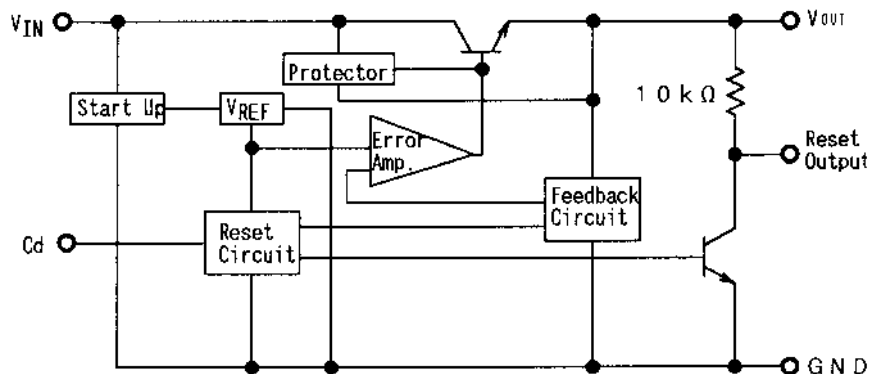 VIN
VOUT
Protector
10kΩ
Start Up
VREF
Error
Amp.
Reset
Output
Feedback
Circuit
Cd
Reset
Circuit
GND